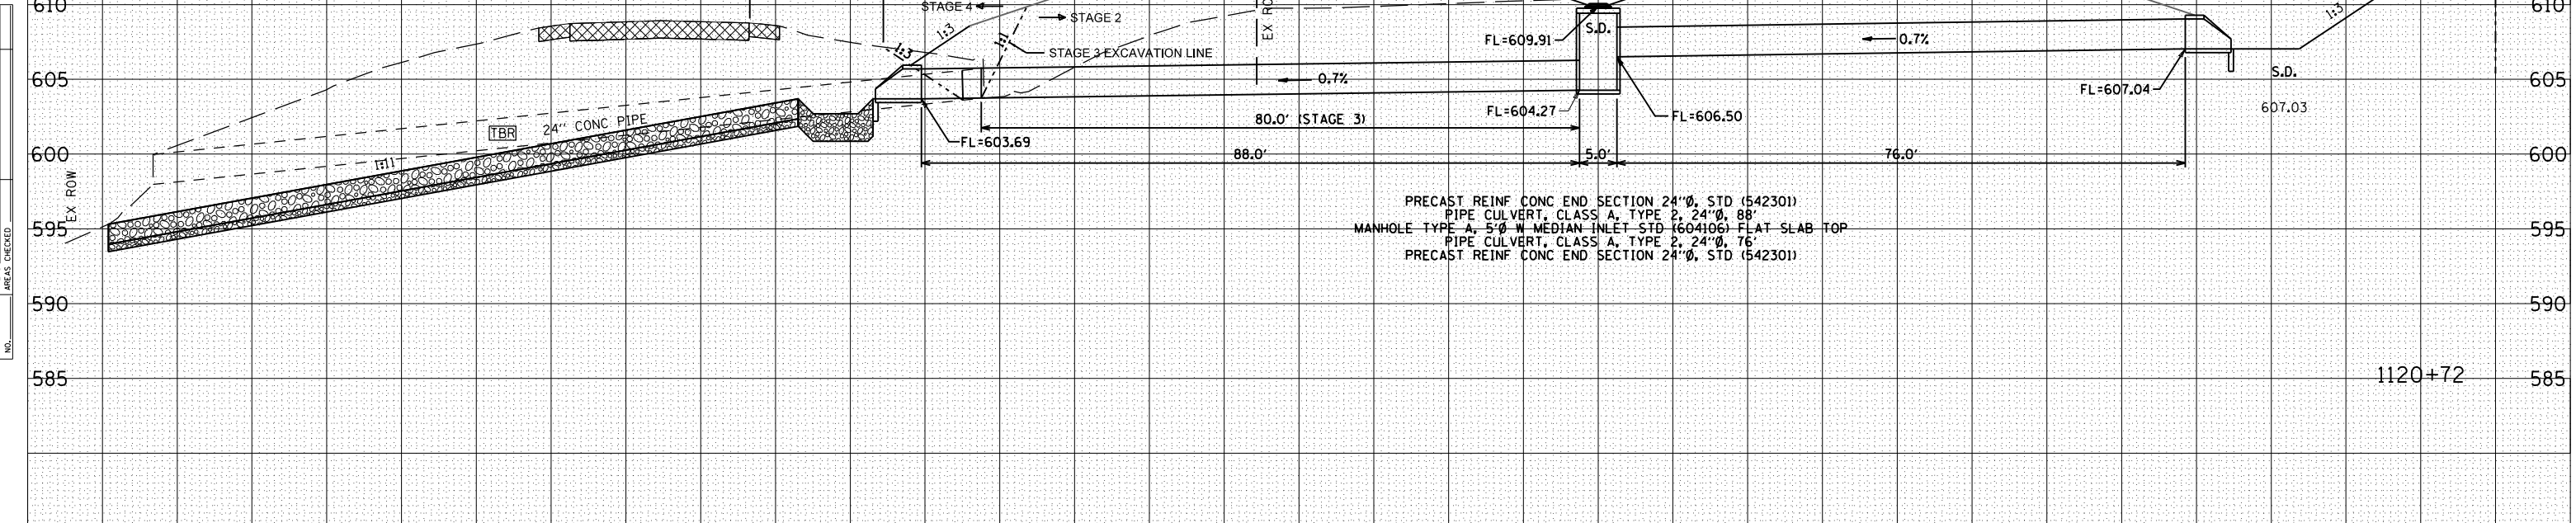 610
STAGE 4
STAGE 2
1:3
1:3
1:1
STAGE 3 EXCAVATION LINE
EX RO
FL=609.91
S.D.
0.7%
1:3
610
605
0.7%
FL=604.27
FL=606.50
FL=607.04
S.D.
607.03
605
TBR
24" CONC PIPE
80.0' (STAGE 3)
FL=603.69
600
1:11
88.0'
5.0'
76.0'
600
EX ROW
PRECAST REINF CONC END SECTION 24"Ø, STD (542301)
PIPE CULVERT, CLASS A, TYPE 2, 24"Ø, 88'
MANHOLE TYPE A, 5'Ø W MEDIAN INLET STD (604106) FLAT SLAB TOP
PIPE CULVERT, CLASS A, TYPE 2, 24"Ø, 76'
PRECAST REINF CONC END SECTION 24"Ø, STD (542301)
595
595
AREAS CHECKED
590
590
NO.
585
1120+72
585